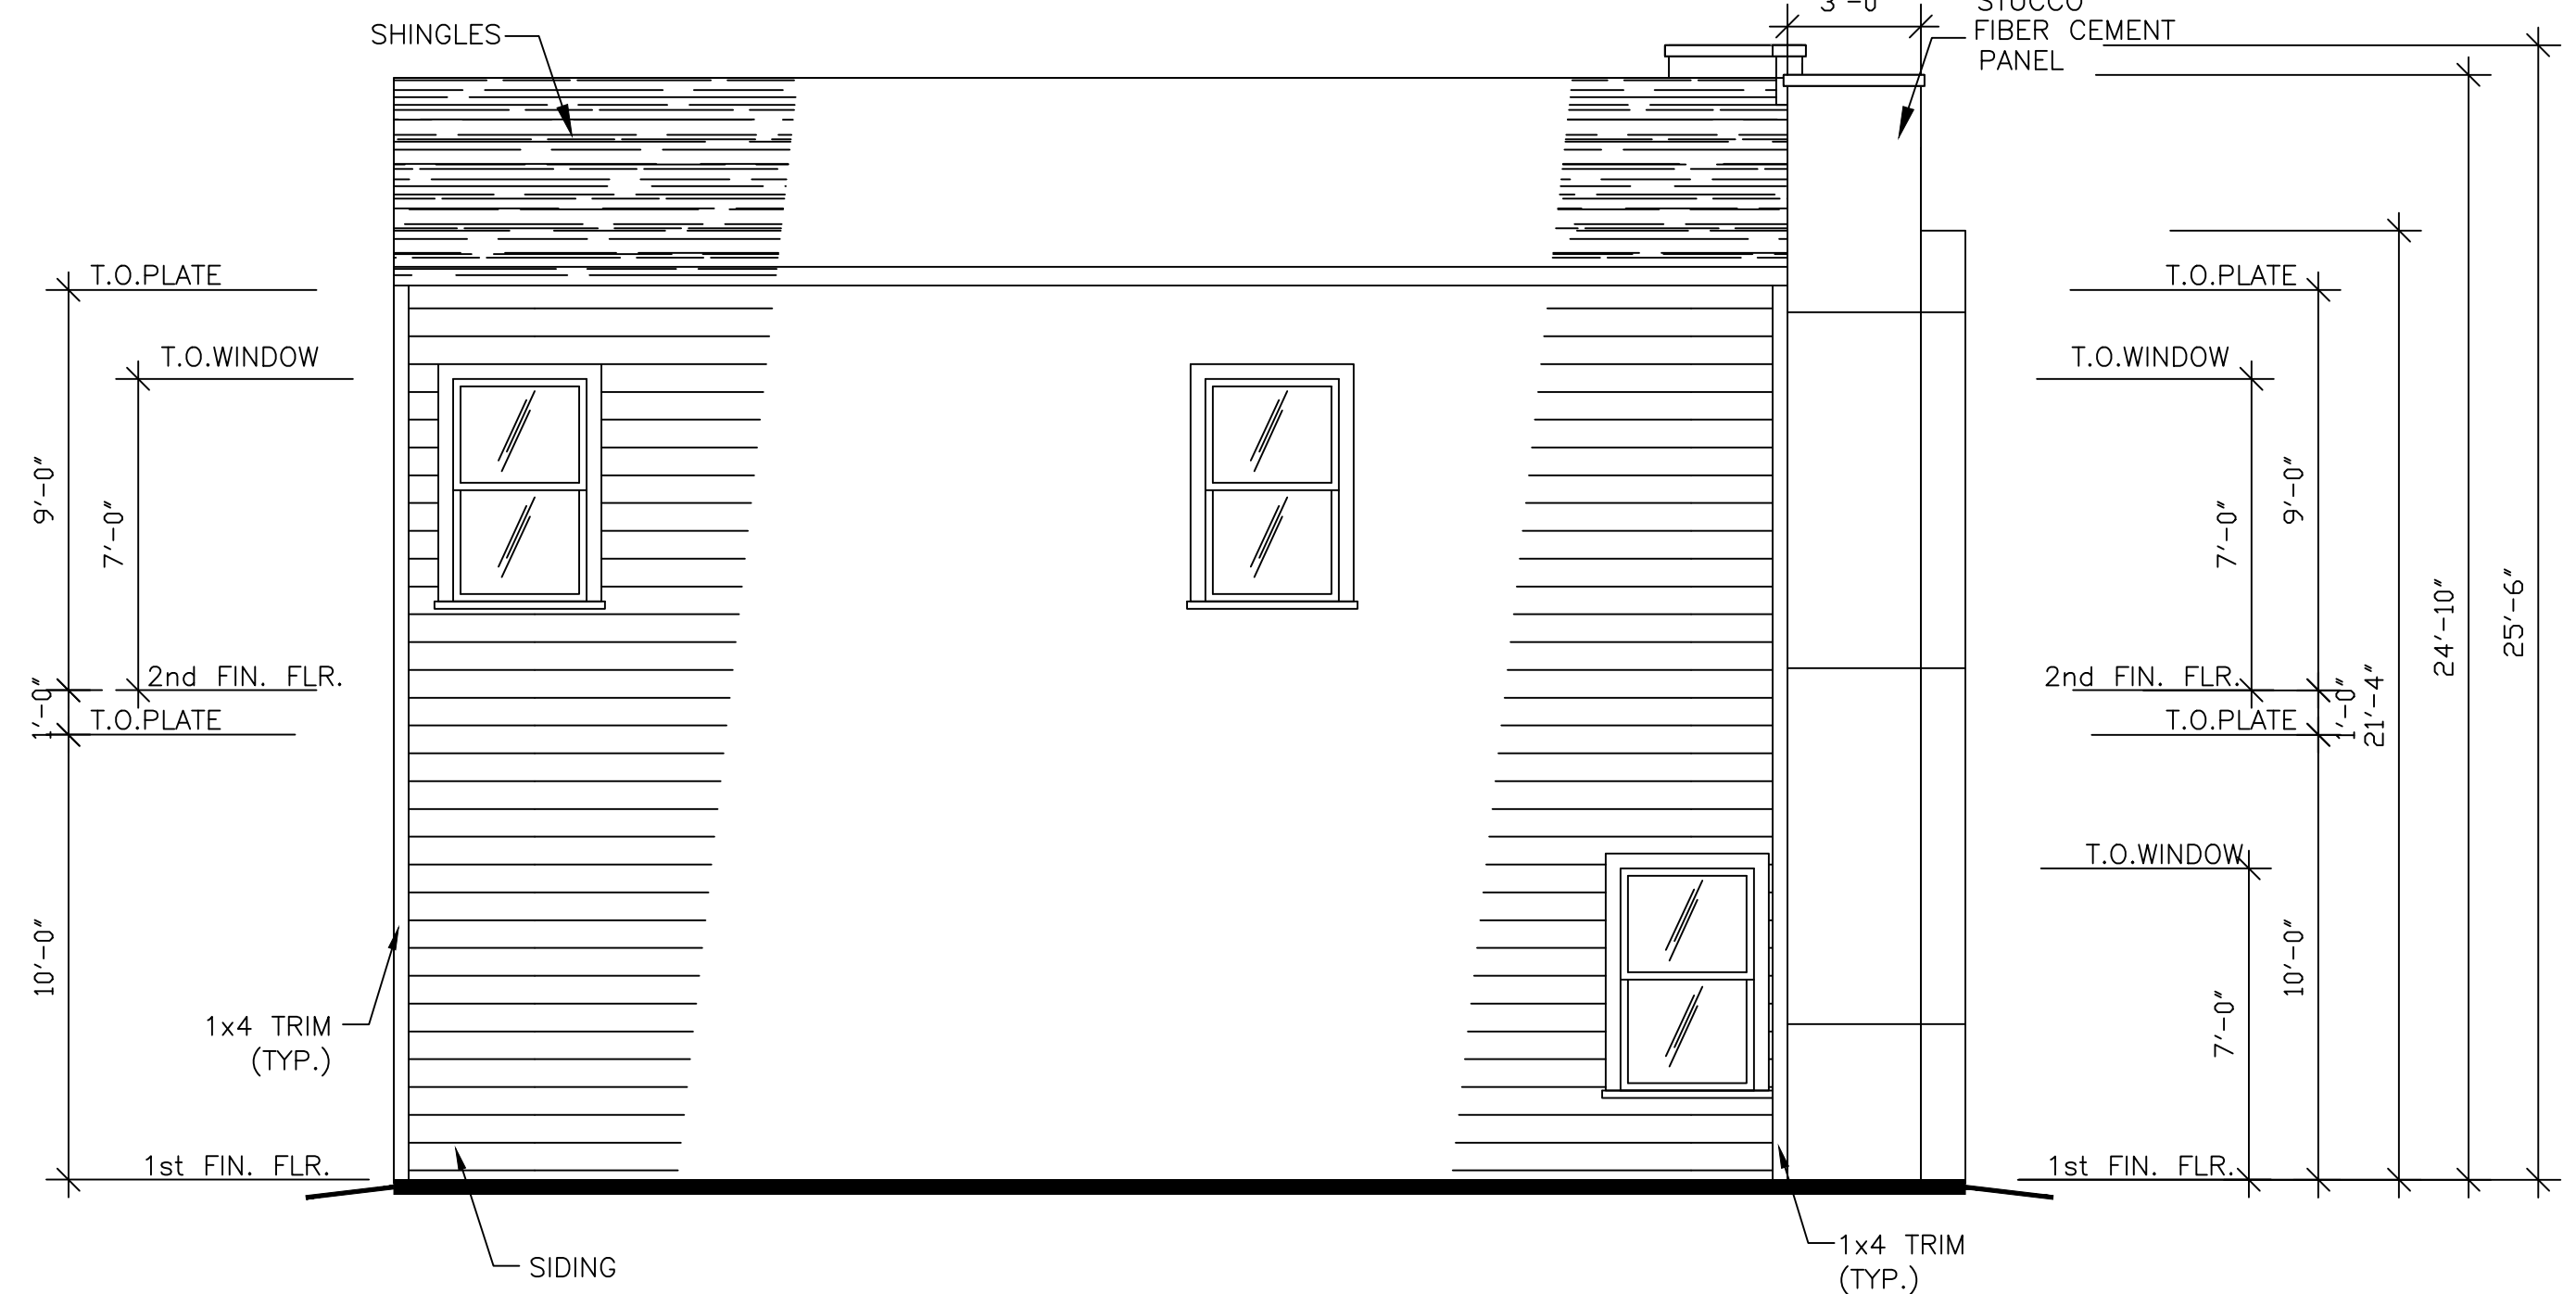 3'-0"
STUCCO
FIBER CEMENT
PANEL
SHINGLES
T.O.PLATE
T.O.PLATE
T.O.WINDOW
T.O.WINDOW
9'-0"
7'-0"
7'-0"
9'-0"
24'-10"
25'-6"
2nd FIN. FLR.
2nd FIN. FLR.
1'-0"
1'-0"
21'-4"
T.O.PLATE
T.O.PLATE
T.O.WINDOW
10'-0"
10'-0"
7'-0"
1x4 TRIM
(TYP.)
1st FIN. FLR.
1st FIN. FLR.
SIDING
1x4 TRIM
(TYP.)